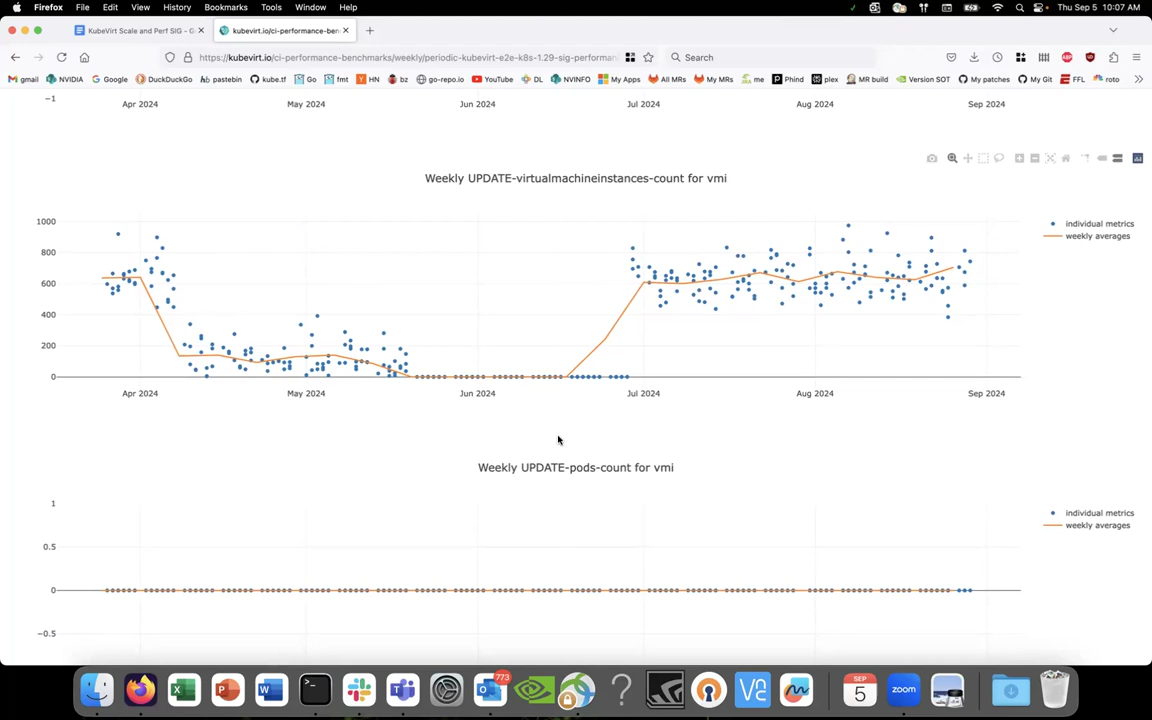 Firefox File Edit View History Bookmarks Tools Window Help Thu Sep 5 10:07 AM
KubeVirt Scale and Perf SIG - G
kubevirt.io/ci-performance-ben
https://kubevirt.io/ci-performance-benchmarks/weekly/periodic-kubevirt-e2e-k8s-1.29-sig-performan
Search
gmail NVIDIA Google DuckDuckGo pastebin kube.tf Go fmt HN bz go-repo.io YouTube DL NVINFO My Apps All MRs My MRs me Phind plex MR build Version SOT My patches My Git FFL roto
−1
Apr 2024 May 2024 Jun 2024 Jul 2024 Aug 2024 Sep 2024
Weekly UPDATE-virtualmachineinstances-count for vmi
1000
800
600
400
200
0
individual metrics
weekly averages
Apr 2024 May 2024 Jun 2024 Jul 2024 Aug 2024 Sep 2024
Weekly UPDATE-pods-count for vmi
1
0.5
0
−0.5
individual metrics
weekly averages
773
SEP
5
zoom